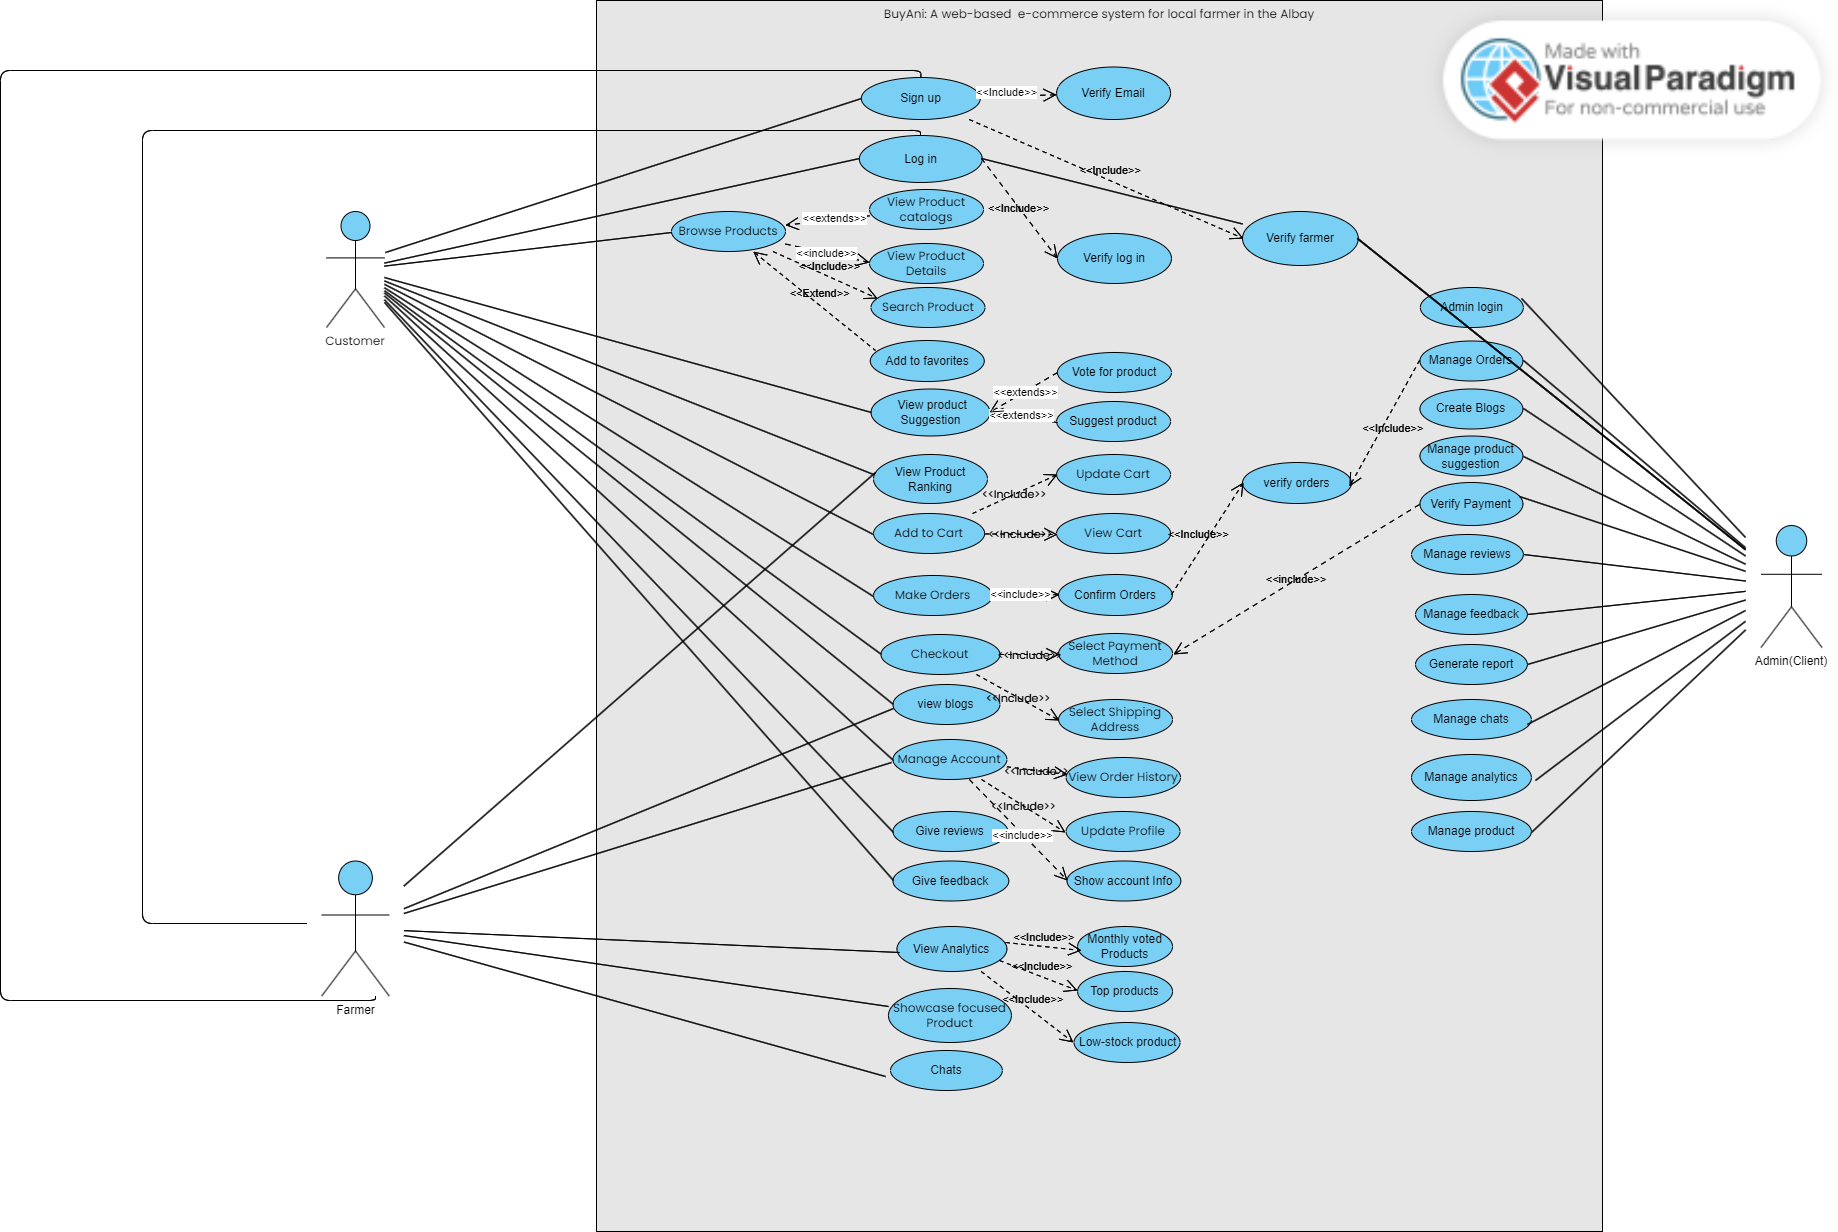 BuyAni: A web-based e-commerce system for local farmer in the Albay
Made with
Visual Paradigm
For non-commercial use
Sign up
<<Include>>
Verify Email
Log in
<<Include>>
View Product
catalogs
<<extends>>
<<Include>>
Browse Products
Verify farmer
<<include>>
View Product
Details
<<Include>>
Verify log in
<<Extend>>
Search Product
Admin login
Customer
Add to favorites
Manage Orders
Vote for product
<<extends>>
View product
Suggestion
<<extends>>
Suggest product
Create Blogs
<<Include>>
Manage product
suggestion
View Product
Ranking
Update Cart
<<Include>>
verify orders
Verify Payment
Add to Cart
<<Include>>
View Cart
<<Include>>
Manage reviews
<<include>>
Make Orders
<<include>>
Confirm Orders
Manage feedback
Checkout
<<Include>>
Select Payment
Method
Generate report
Admin(Client)
view blogs
<<Include>>
Select Shipping
Address
Manage chats
Manage Account
<<Include>>
View Order History
Manage analytics
<<Include>>
Give reviews
<<include>>
Update Profile
Manage product
Give feedback
Show account Info
View Analytics
<<Include>>
Monthly voted
Products
<<Include>>
Top products
<<Include>>
Showcase focused
Product
Farmer
Low-stock product
Chats